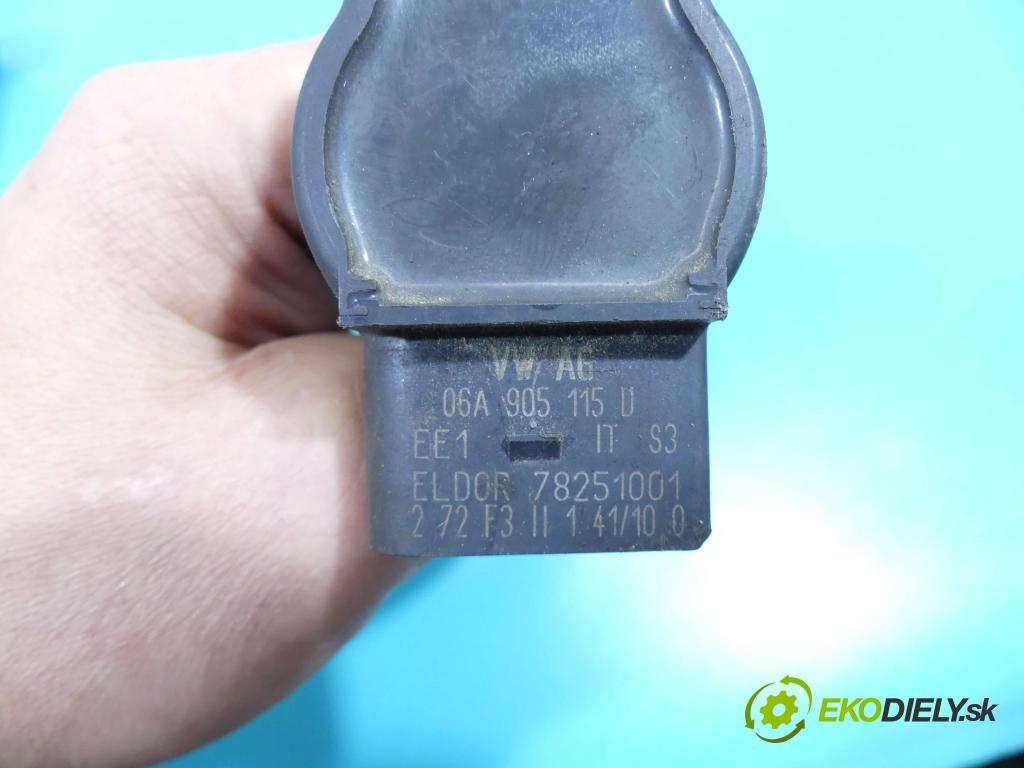 VW AG
06A 905 115 D
EE1 IT S3
ELDOR 78251001
2 72 F3 II 1 41/10 0
EKODIELY.sk